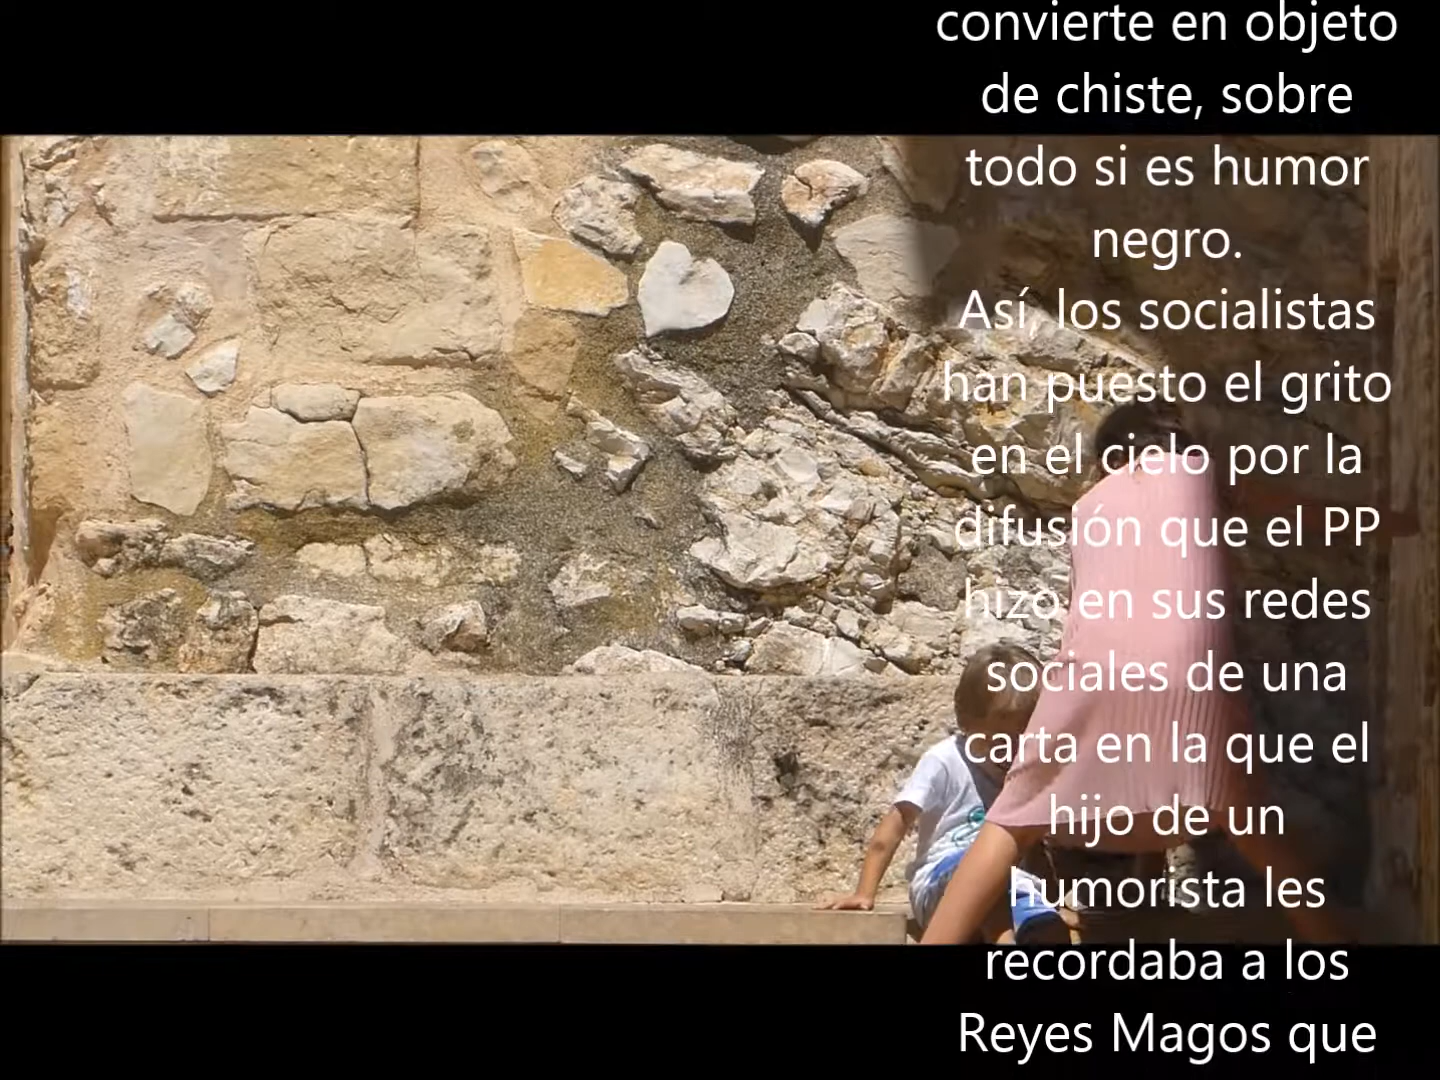 convierte en objeto
de chiste, sobre
todo si es humor
negro.
Así, los socialistas
han puesto el grito
en el cielo por la
difusión que el PP
hizo en sus redes
sociales de una
carta en la que el
hijo de un
humorista les
recordaba a los
Reyes Magos que